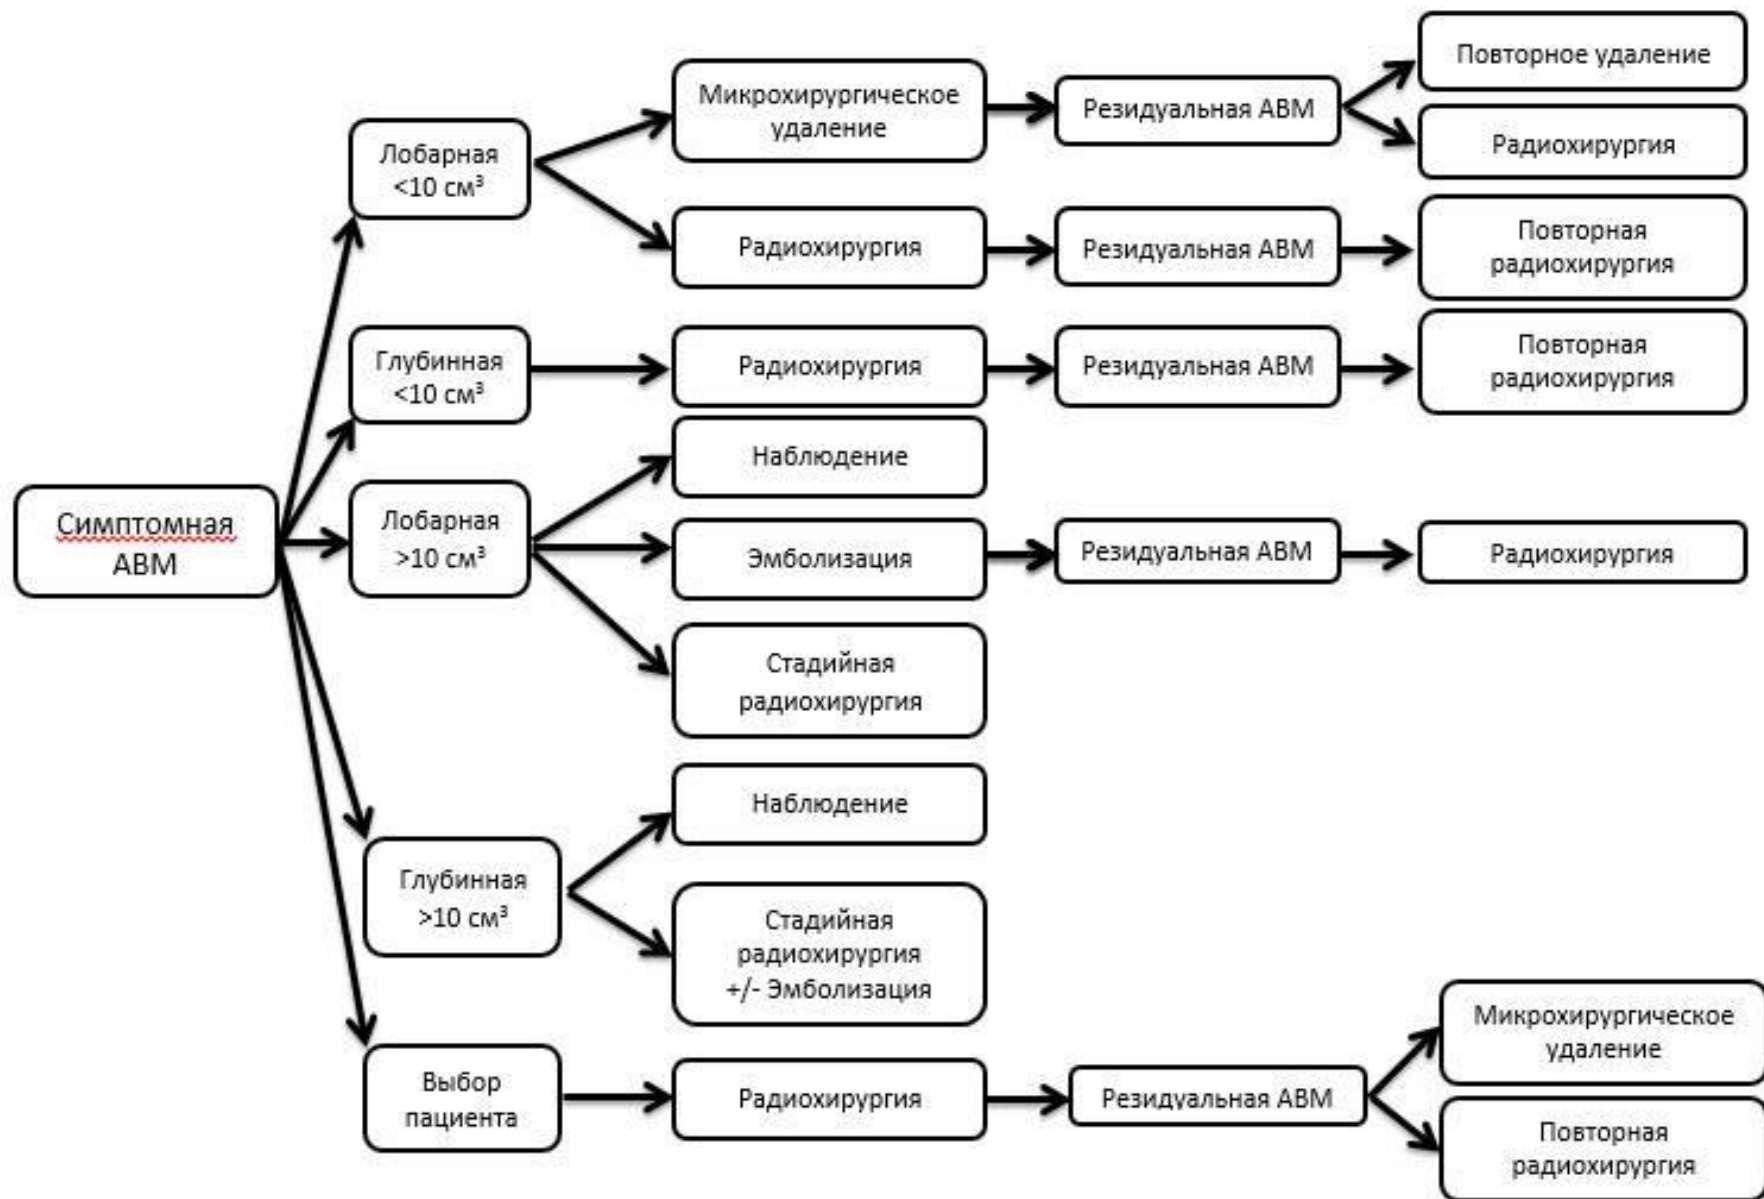 Симптомная
АВМ
Лобарная
<10 см³
Микрохирургическое
удаление
Резидуальная АВМ
Повторное удаление
Радиохирургия
Радиохирургия
Резидуальная АВМ
Повторная
радиохирургия
Глубинная
<10 см³
Радиохирургия
Резидуальная АВМ
Повторная
радиохирургия
Лобарная
>10 см³
Наблюдение
Эмболизация
Резидуальная АВМ
Радиохирургия
Стадийная
радиохирургия
Глубинная
>10 см³
Наблюдение
Стадийная
радиохирургия
+/- Эмболизация
Выбор
пациента
Радиохирургия
Резидуальная АВМ
Микрохирургическое
удаление
Повторная
радиохирургия